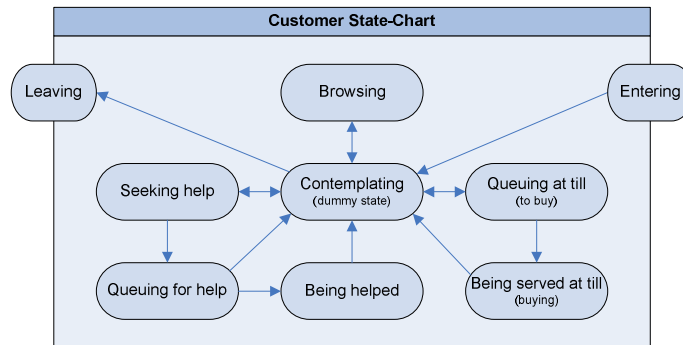 Customer State-Chart
Leaving
Browsing
Entering
Seeking help
Contemplating
(dummy state)
Queuing at till
(to buy)
Queuing for help
Being helped
Being served at till
(buying)